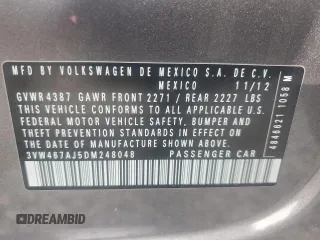 MFD BY VOLKSWAGEN DE MEXICO S.A. DE C.V.
MEXICO 11/12
GVWR4387 GAWR FRONT 2271 / REAR 2227 LBS
THIS VEHICLE CONFORMS TO ALL APPLICABLE U.S.
FEDERAL MOTOR VEHICLE SAFETY, BUMPER, AND
THEFT PREVENTION STANDARDS IN EFFECT ON THE
DATE OF MANUFACTURE SHOWN ABOVE.
3VW467AJ5DM248048 PASSENGER CAR
4846821 1058 M
DREAMBID